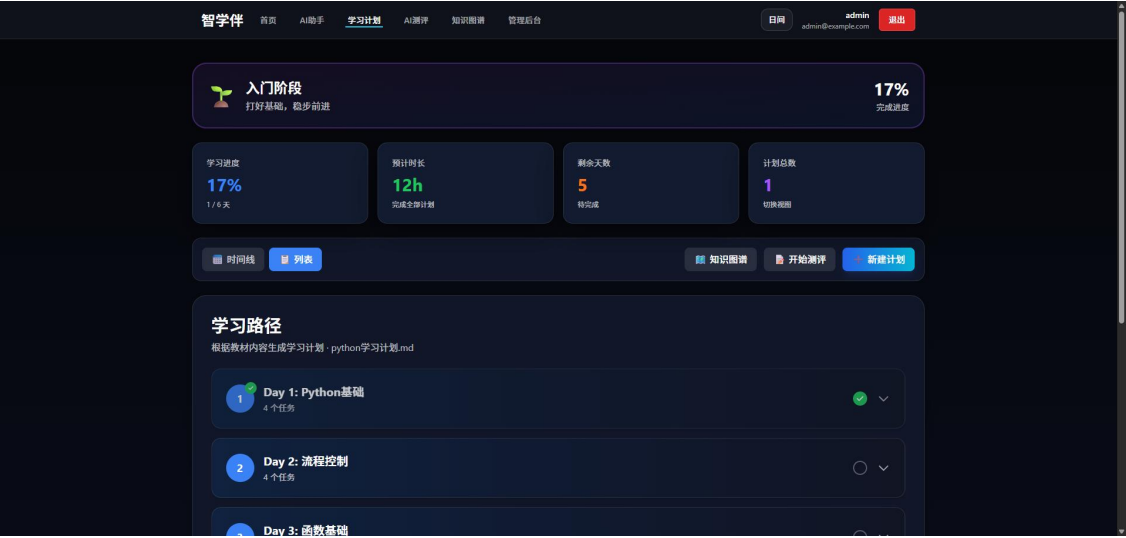 智学伴 首页 AI助手 学习计划 AI测评 知识图谱 管理后台 日间 admin 退出
admin@example.com
入门阶段
打好基础，稳步前进
17%
完成进度
学习进度
17%
1 / 6 天
预计时长
12h
完成全部计划
剩余天数
5
待完成
计划总数
1
切换视图
时间线 列表 知识图谱 开始测评 新建计划
学习路径
根据教材内容生成学习计划 · python学习计划.md
1 Day 1: Python基础
4 个任务
2 Day 2: 流程控制
4 个任务
3 Day 3: 函数基础